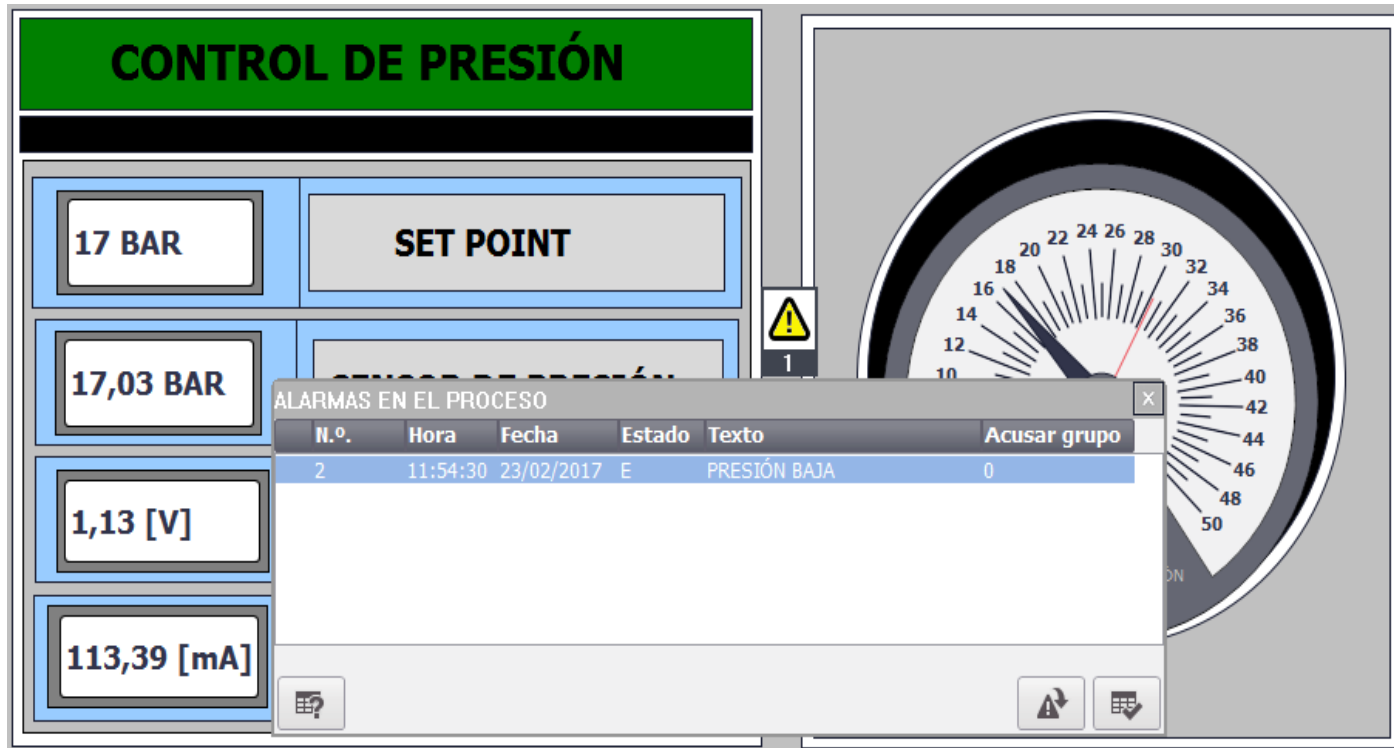 CONTROL DE PRESIÓN
17 BAR
SET POINT
17,03 BAR
SENSOR DE PRESIÓN
1,13 [V]
113,39 [mA]
1
ALARMAS EN EL PROCESO
X
N.º. Hora Fecha Estado Texto Acusar grupo
2 11:54:30 23/02/2017 E PRESIÓN BAJA 0
10
12
14
16
18
20
22
24
26
28
30
32
34
36
38
40
42
44
46
48
50